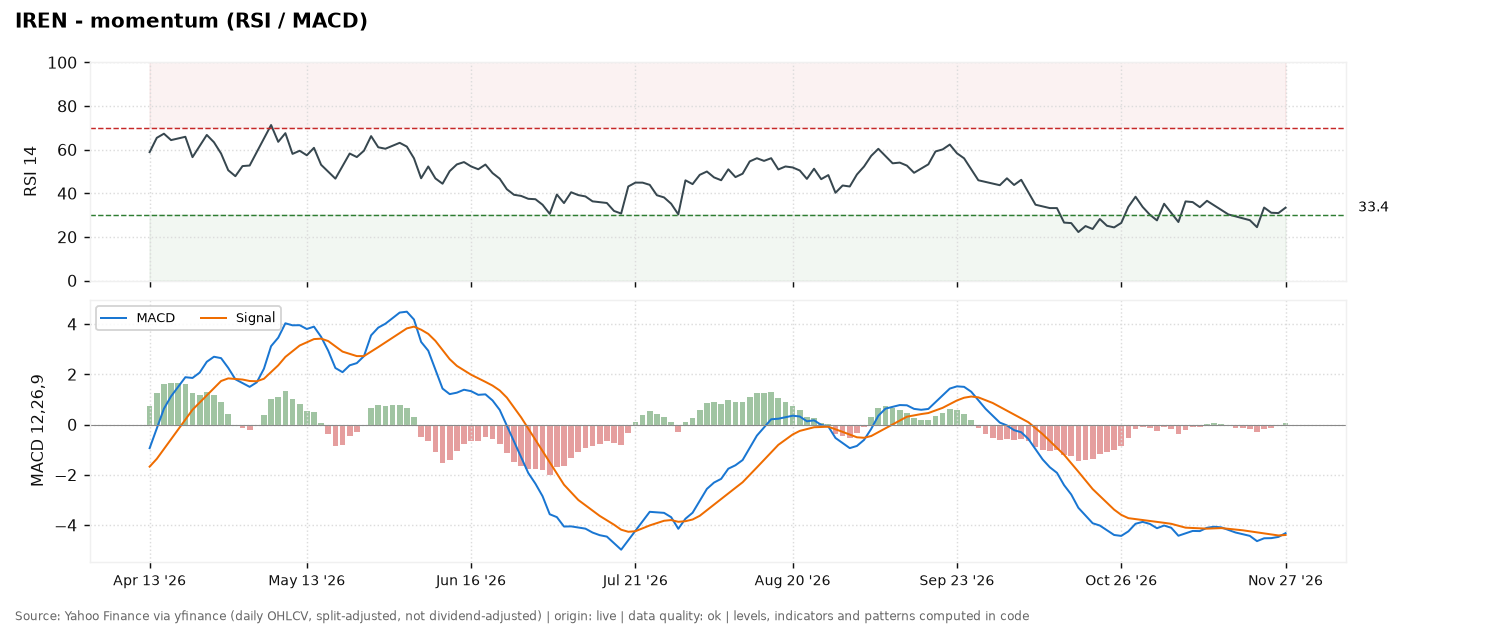 IREN - momentum (RSI / MACD)
100
80
60
40
20
0
RSI 14
33.4
MACD
Signal
4
2
0
−2
−4
MACD 12,26,9
Apr 13 '26
May 13 '26
Jun 16 '26
Jul 21 '26
Aug 20 '26
Sep 23 '26
Oct 26 '26
Nov 27 '26
Source: Yahoo Finance via yfinance (daily OHLCV, split-adjusted, not dividend-adjusted) | origin: live | data quality: ok | levels, indicators and patterns computed in code